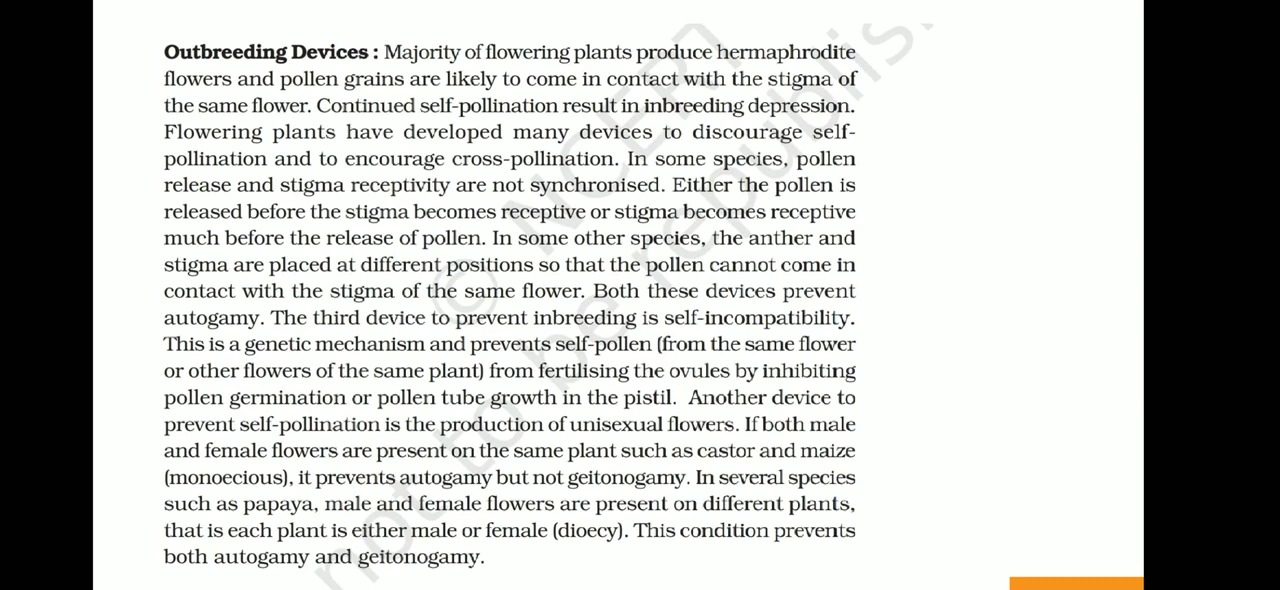 Outbreeding Devices : Majority of flowering plants produce hermaphrodite
flowers and pollen grains are likely to come in contact with the stigma of
the same flower. Continued self-pollination result in inbreeding depression.
Flowering plants have developed many devices to discourage self-
pollination and to encourage cross-pollination. In some species, pollen
release and stigma receptivity are not synchronised. Either the pollen is
released before the stigma becomes receptive or stigma becomes receptive
much before the release of pollen. In some other species, the anther and
stigma are placed at different positions so that the pollen cannot come in
contact with the stigma of the same flower. Both these devices prevent
autogamy. The third device to prevent inbreeding is self-incompatibility.
This is a genetic mechanism and prevents self-pollen (from the same flower
or other flowers of the same plant) from fertilising the ovules by inhibiting
pollen germination or pollen tube growth in the pistil. Another device to
prevent self-pollination is the production of unisexual flowers. If both male
and female flowers are present on the same plant such as castor and maize
(monoecious), it prevents autogamy but not geitonogamy. In several species
such as papaya, male and female flowers are present on different plants,
that is each plant is either male or female (dioecy). This condition prevents
both autogamy and geitonogamy.
© NCERT
not to be republis